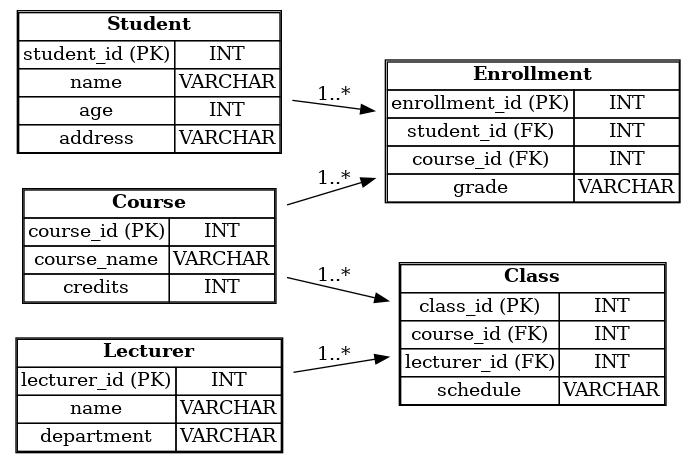 Student
student_id (PK) INT
name VARCHAR
age INT
address VARCHAR
1..*
Enrollment
enrollment_id (PK) INT
student_id (FK) INT
course_id (FK) INT
grade VARCHAR
1..*
Course
course_id (PK) INT
course_name VARCHAR
credits INT
1..*
Class
class_id (PK) INT
course_id (FK) INT
lecturer_id (FK) INT
schedule VARCHAR
1..*
Lecturer
lecturer_id (PK) INT
name VARCHAR
department VARCHAR